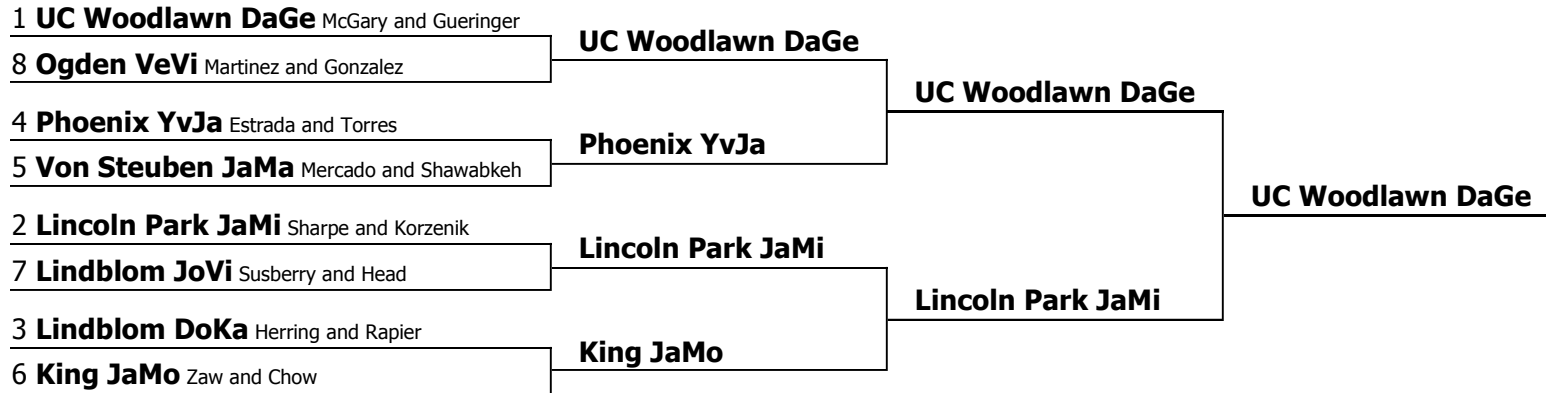 1 UC Woodlawn DaGe McGary and Gueringer
8 Ogden VeVi Martinez and Gonzalez
4 Phoenix YvJa Estrada and Torres
5 Von Steuben JaMa Mercado and Shawabkeh
2 Lincoln Park JaMi Sharpe and Korzenik
7 Lindblom JoVi Susberry and Head
3 Lindblom DoKa Herring and Rapier
6 King JaMo Zaw and Chow
UC Woodlawn DaGe
Phoenix YvJa
Lincoln Park JaMi
King JaMo
UC Woodlawn DaGe
Lincoln Park JaMi
UC Woodlawn DaGe